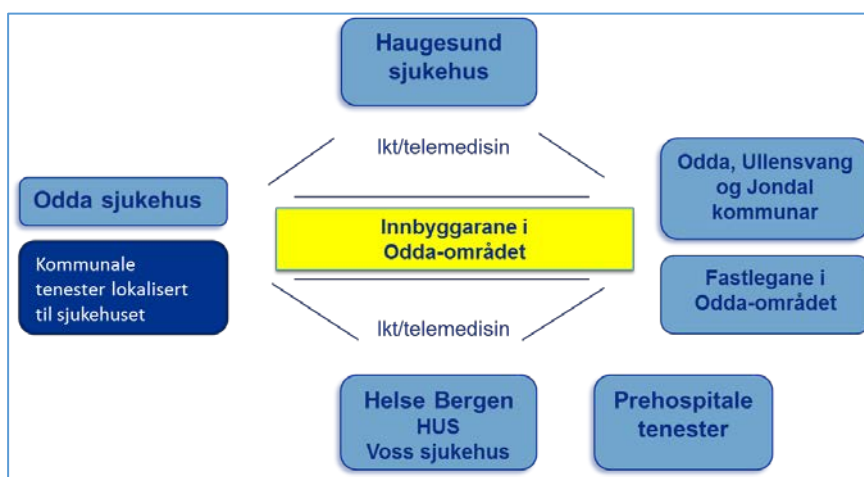 Haugesund
sjukehus
Ikt/telemedisin
Odda sjukehus
Odda, Ullensvang
og Jondal
kommunar
Innbyggarane i
Odda-området
Kommunale
tenester lokalisert
til sjukehuset
Fastlegane i
Odda-området
Ikt/telemedisin
Helse Bergen
HUS
Voss sjukehus
Prehospitale
tenester